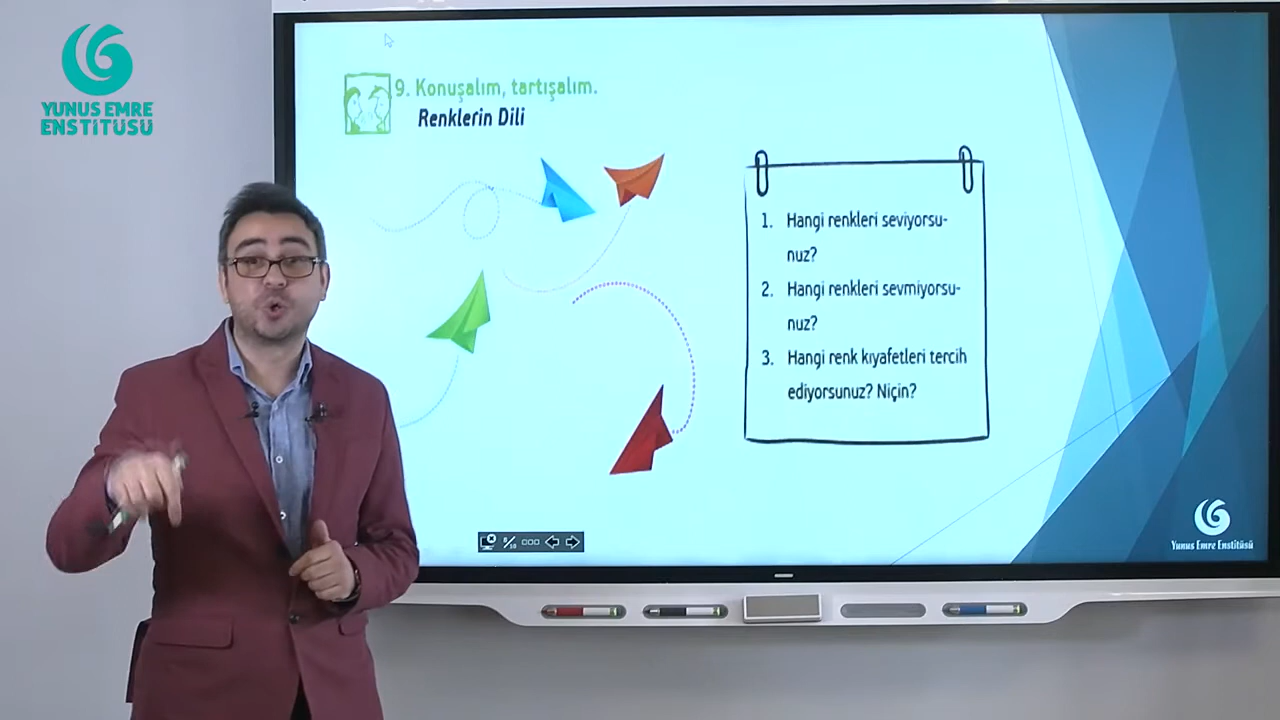 YUNUS EMRE
ENSTİTÜSÜ
9. Konuşalım, tartışalım.
Renklerin Dili
1. Hangi renkleri seviyorsu-
nuz?
2. Hangi renkleri sevmiyorsu-
nuz?
3. Hangi renk kıyafetleri tercih
ediyorsunuz? Niçin?
Yunus Emre Enstitüsü